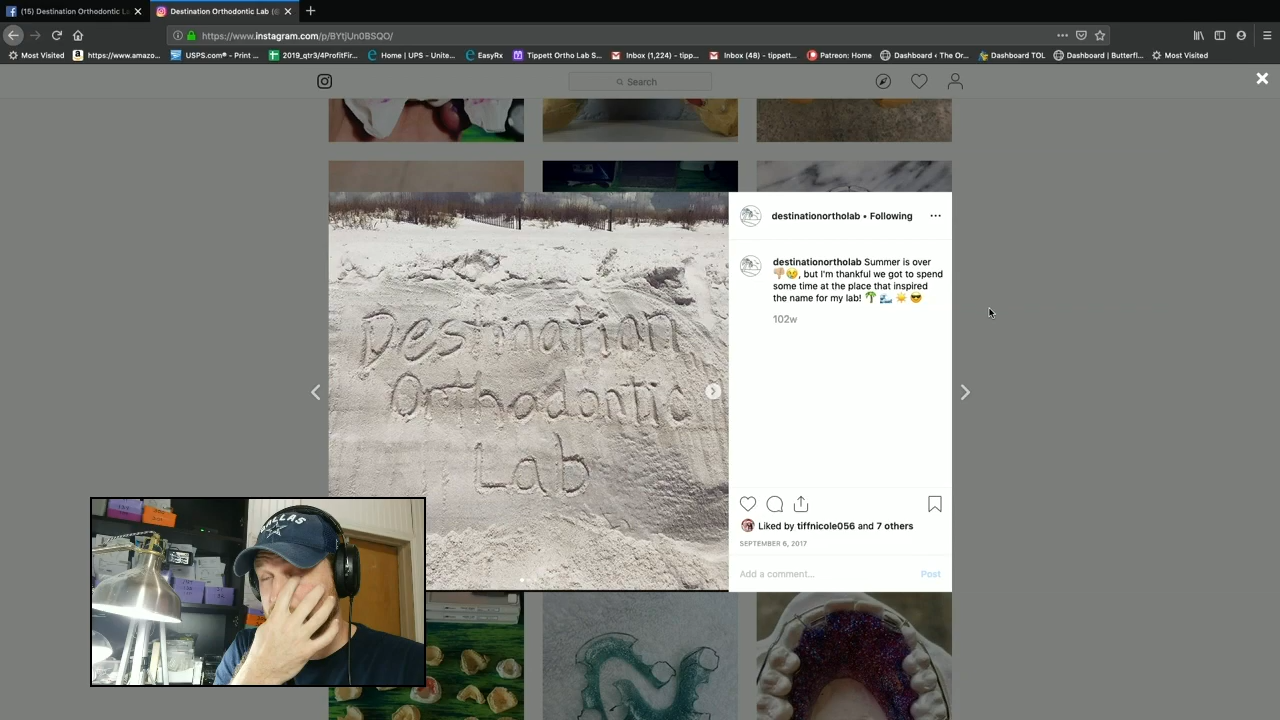 (15) Destination Orthodontic L
Destination Orthodontic Lab (@
https://www.instagram.com/p/BYtjUn0BSQO/
Most Visited
https://www.amazo...
USPS.com® - Print ...
2019_qtr3/4ProfitFir...
Home | UPS - Unite...
EasyRx
Tippett Ortho Lab S...
Inbox (1,224) - tipp...
Inbox (48) - tippett...
Patreon: Home
Dashboard ‹ The Or...
Dashboard TOL
Dashboard | Butterfl...
Most Visited
Search
destinationortholab • Following
destinationortholab Summer is over
👎🏼😢, but I'm thankful we got to spend
some time at the place that inspired
the name for my lab! 🌴 🌊 ☀️ 😎
102w
Destination
Orthodontic
Lab
Liked by tiffnicole056 and 7 others
SEPTEMBER 6, 2017
Add a comment...
Post
DALLAS